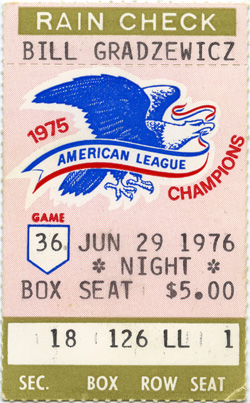 RAIN CHECK
BILL GRADZEWICZ
1975
AMERICAN LEAGUE
CHAMPIONS
GAME
36 JUN 29 1976
* NIGHT *
BOX SEAT $5.00
18 126 LL 1
SEC. BOX ROW SEAT